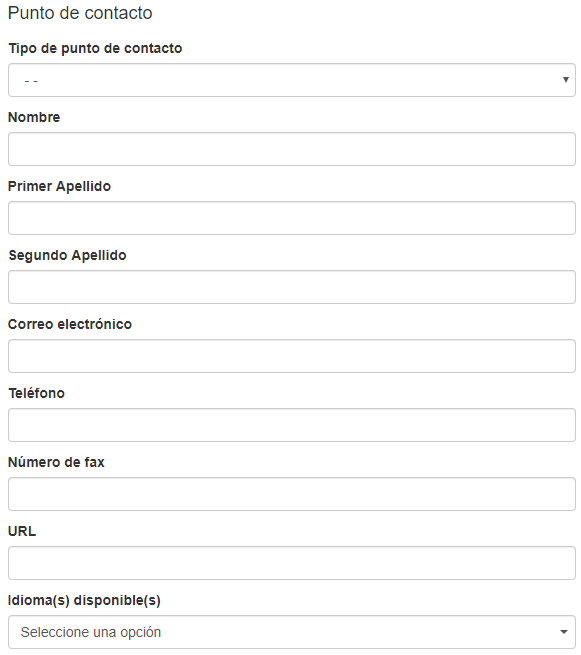 Punto de contacto
Tipo de punto de contacto
- -
Nombre
Primer Apellido
Segundo Apellido
Correo electrónico
Teléfono
Número de fax
URL
Idioma(s) disponible(s)
Seleccione una opción